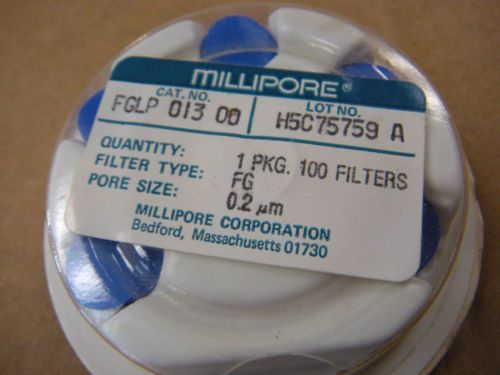 MILLIPORE®
CAT. NO. LOT NO.
FGLP 013 00 H5C75759 A
QUANTITY: 1 PKG. 100 FILTERS
FILTER TYPE: FG
PORE SIZE: 0.2 µm
MILLIPORE CORPORATION
Bedford, Massachusetts 01730